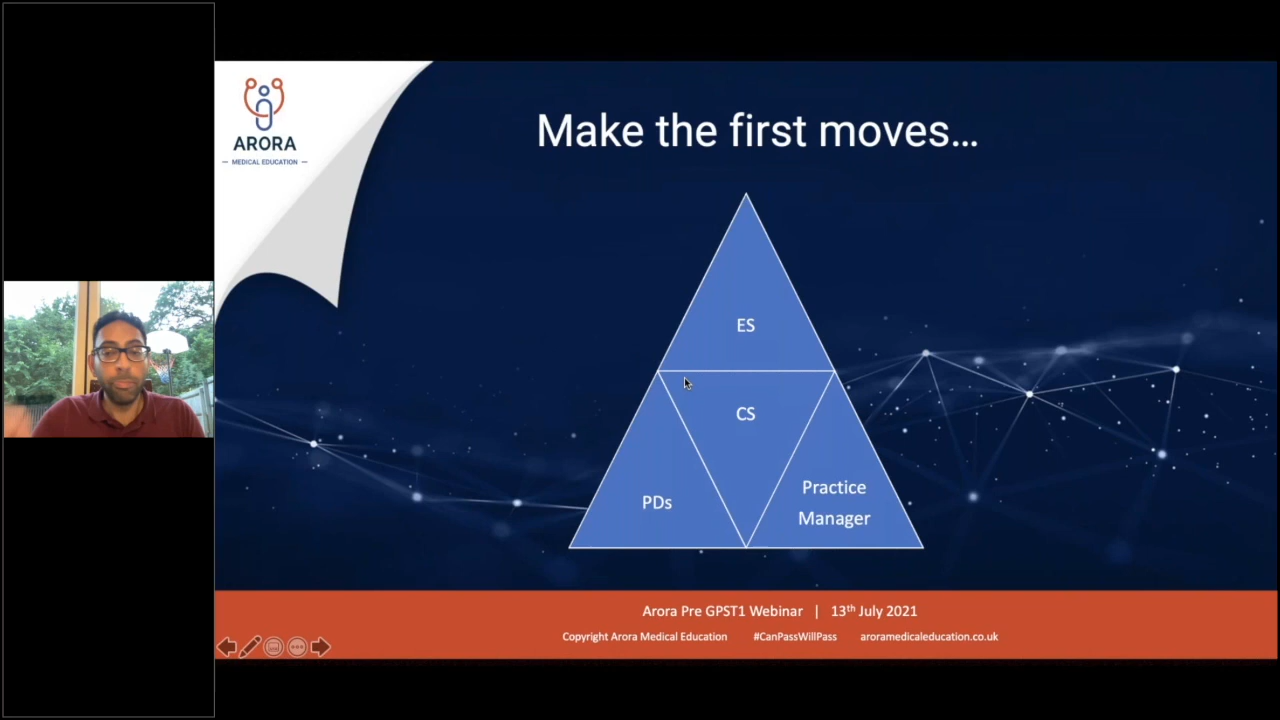 ARORA
— MEDICAL EDUCATION —
Make the first moves...
ES
CS
PDs
Practice
Manager
Arora Pre GPST1 Webinar | 13th July 2021
Copyright Arora Medical Education #CanPassWillPass aroramedicaleducation.co.uk